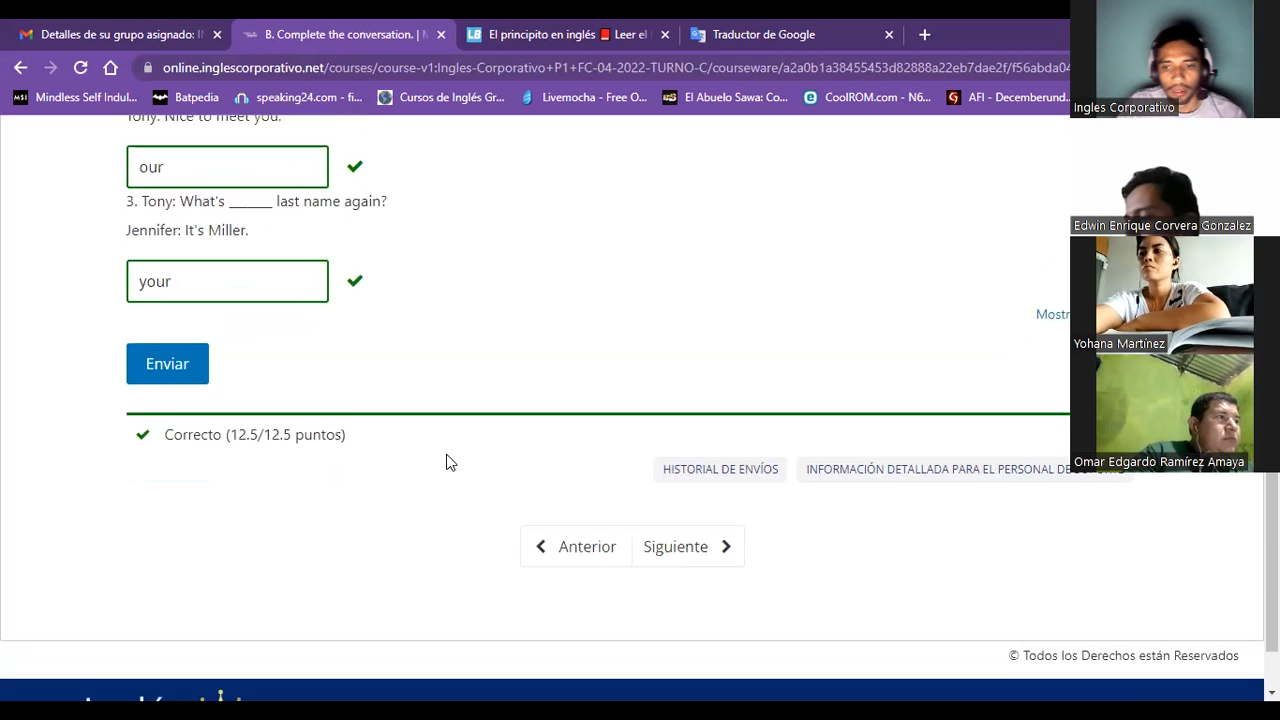 Detalles de su grupo asignado: I
B. Complete the conversation. | M
El principito en inglés 📕 Leer el
Traductor de Google
online.inglescorporativo.net/courses/course-v1:Ingles-Corporativo+P1+FC-04-2022-TURNO-C/courseware/a2a0b1a38455453d82888a22eb7dae2f/f56abda04
Mindless Self Indul...
Batpedia
speaking24.com - fi...
Cursos de Inglés Gr...
Livemocha - Free O...
El Abuelo Sawa: Co...
CoolROM.com - N6...
AFI - Decemberund...
Ingles Corporativo
Tony: Nice to meet you.
our
3. Tony: What's ______ last name again?
Jennifer: It's Miller.
Edwin Enrique Corvera Gonzalez
your
Mostr
Yohana Martínez
Enviar
Correcto (12.5/12.5 puntos)
HISTORIAL DE ENVÍOS
INFORMACIÓN DETALLADA PARA EL PERSONAL DE
Omar Edgardo Ramírez Amaya
Anterior
Siguiente
© Todos los Derechos están Reservados